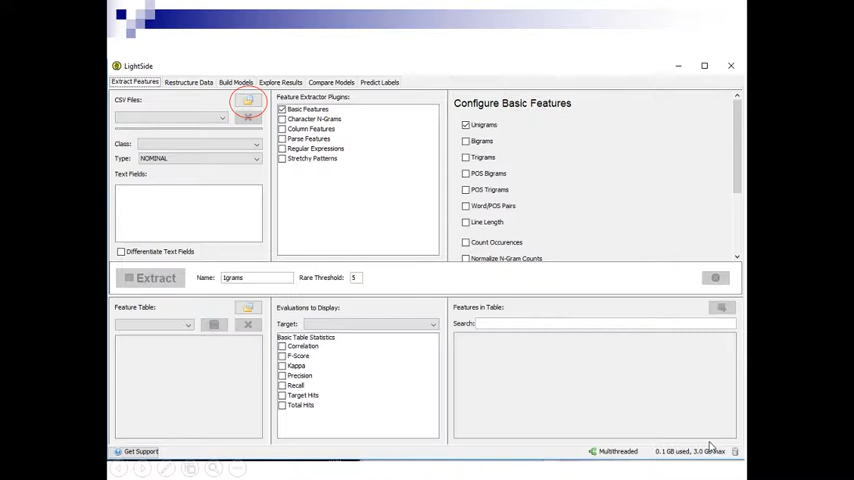 LightSide
Extract Features Restructure Data Build Models Explore Results Compare Models Predict Labels
CSV Files:
Class:
Type: NOMINAL
Text Fields:
Differentiate Text Fields
Feature Extractor Plugins:
Basic Features
Character N-Grams
Column Features
Parse Features
Regular Expressions
Stretchy Patterns
Configure Basic Features
Unigrams
Bigrams
Trigrams
POS Bigrams
POS Trigrams
Word/POS Pairs
Line Length
Count Occurences
Normalize N-Gram Counts
Extract Name: 1grams Rare Threshold: 5
Feature Table:
Evaluations to Display:
Target:
Basic Table Statistics
Correlation
F-Score
Kappa
Precision
Recall
Target Hits
Total Hits
Features in Table:
Search:
Get Support Multithreaded 0.1 GB used, 3.0 GB max